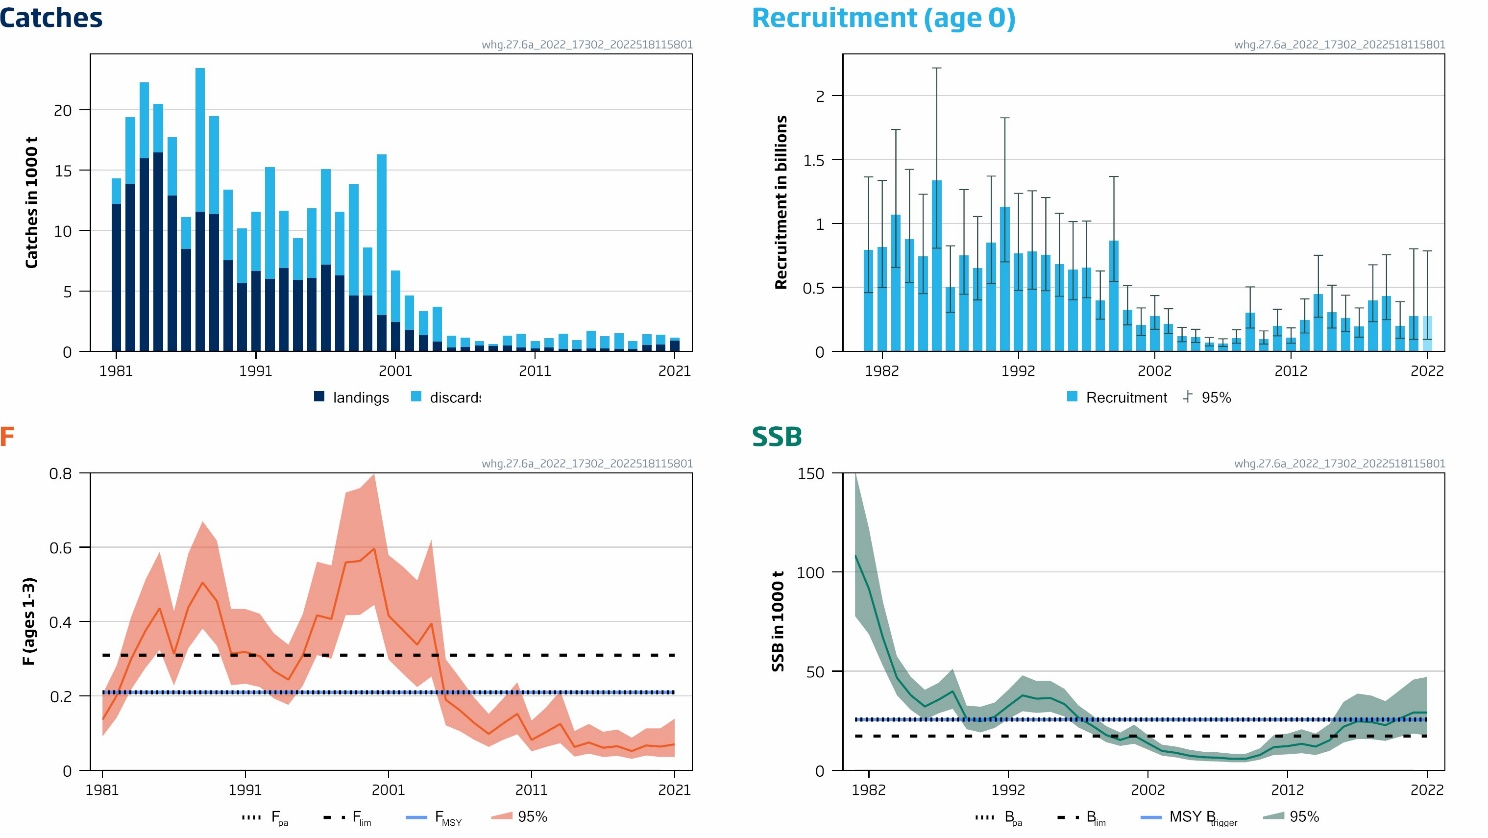 Catches
Recruitment (age 0)
whg.27.6a_2022_17302_2022518115801
whg.27.6a_2022_17302_2022518115801
Catches in 1000 t
20
15
10
5
0
1981 1991 2001 2011 2021
landings discards
Recruitment in billions
2
1.5
1
0.5
0
1982 1992 2002 2012 2022
Recruitment 95%
F
SSB
whg.27.6a_2022_17302_2022518115801
whg.27.6a_2022_17302_2022518115801
F (ages 1-3)
0.8
0.6
0.4
0.2
0
1981 1991 2001 2011 2021
Fpa Flim FMSY 95%
SSB in 1000 t
150
100
50
0
1982 1992 2002 2012 2022
Bpa Blim MSY Btrigger 95%